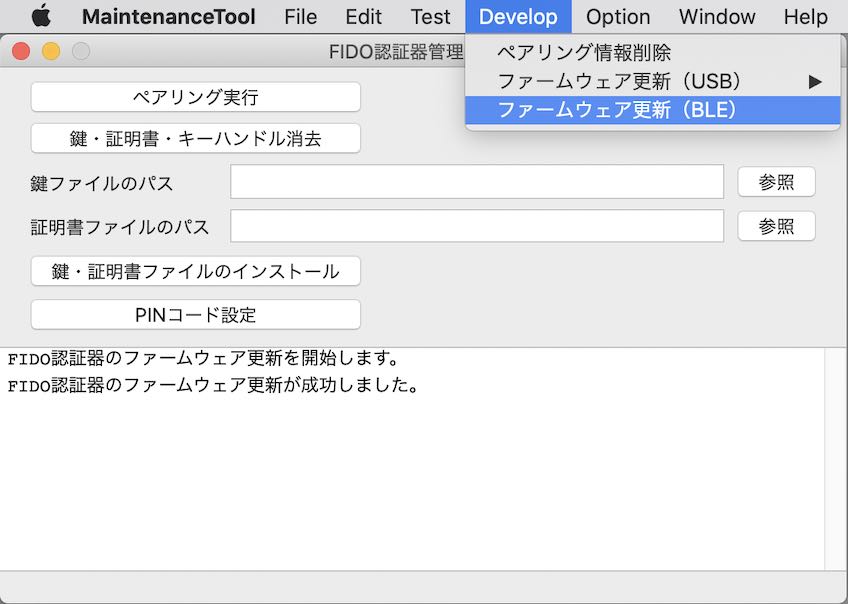 MaintenanceTool File Edit Test Develop Option Window Help
FIDO認証器管理
ペアリング情報削除
ファームウェア更新（USB）
ファームウェア更新（BLE）
ペアリング実行
鍵・証明書・キーハンドル消去
鍵ファイルのパス 参照
証明書ファイルのパス 参照
鍵・証明書ファイルのインストール
PINコード設定
FIDO認証器のファームウェア更新を開始します。
FIDO認証器のファームウェア更新が成功しました。